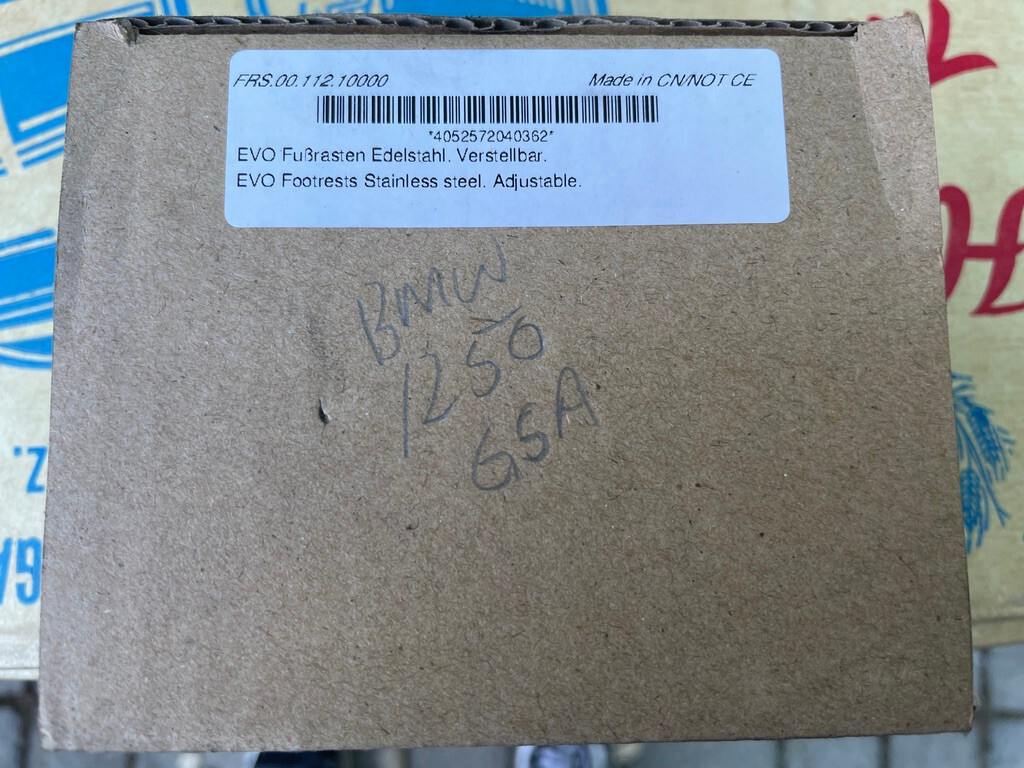 FRS.00.112.10000 Made in CN/NOT CE
*4052572040362*
EVO Fußrasten Edelstahl. Verstellbar.
EVO Footrests Stainless steel. Adjustable.
BMW
1250
GSA
Z.
GA